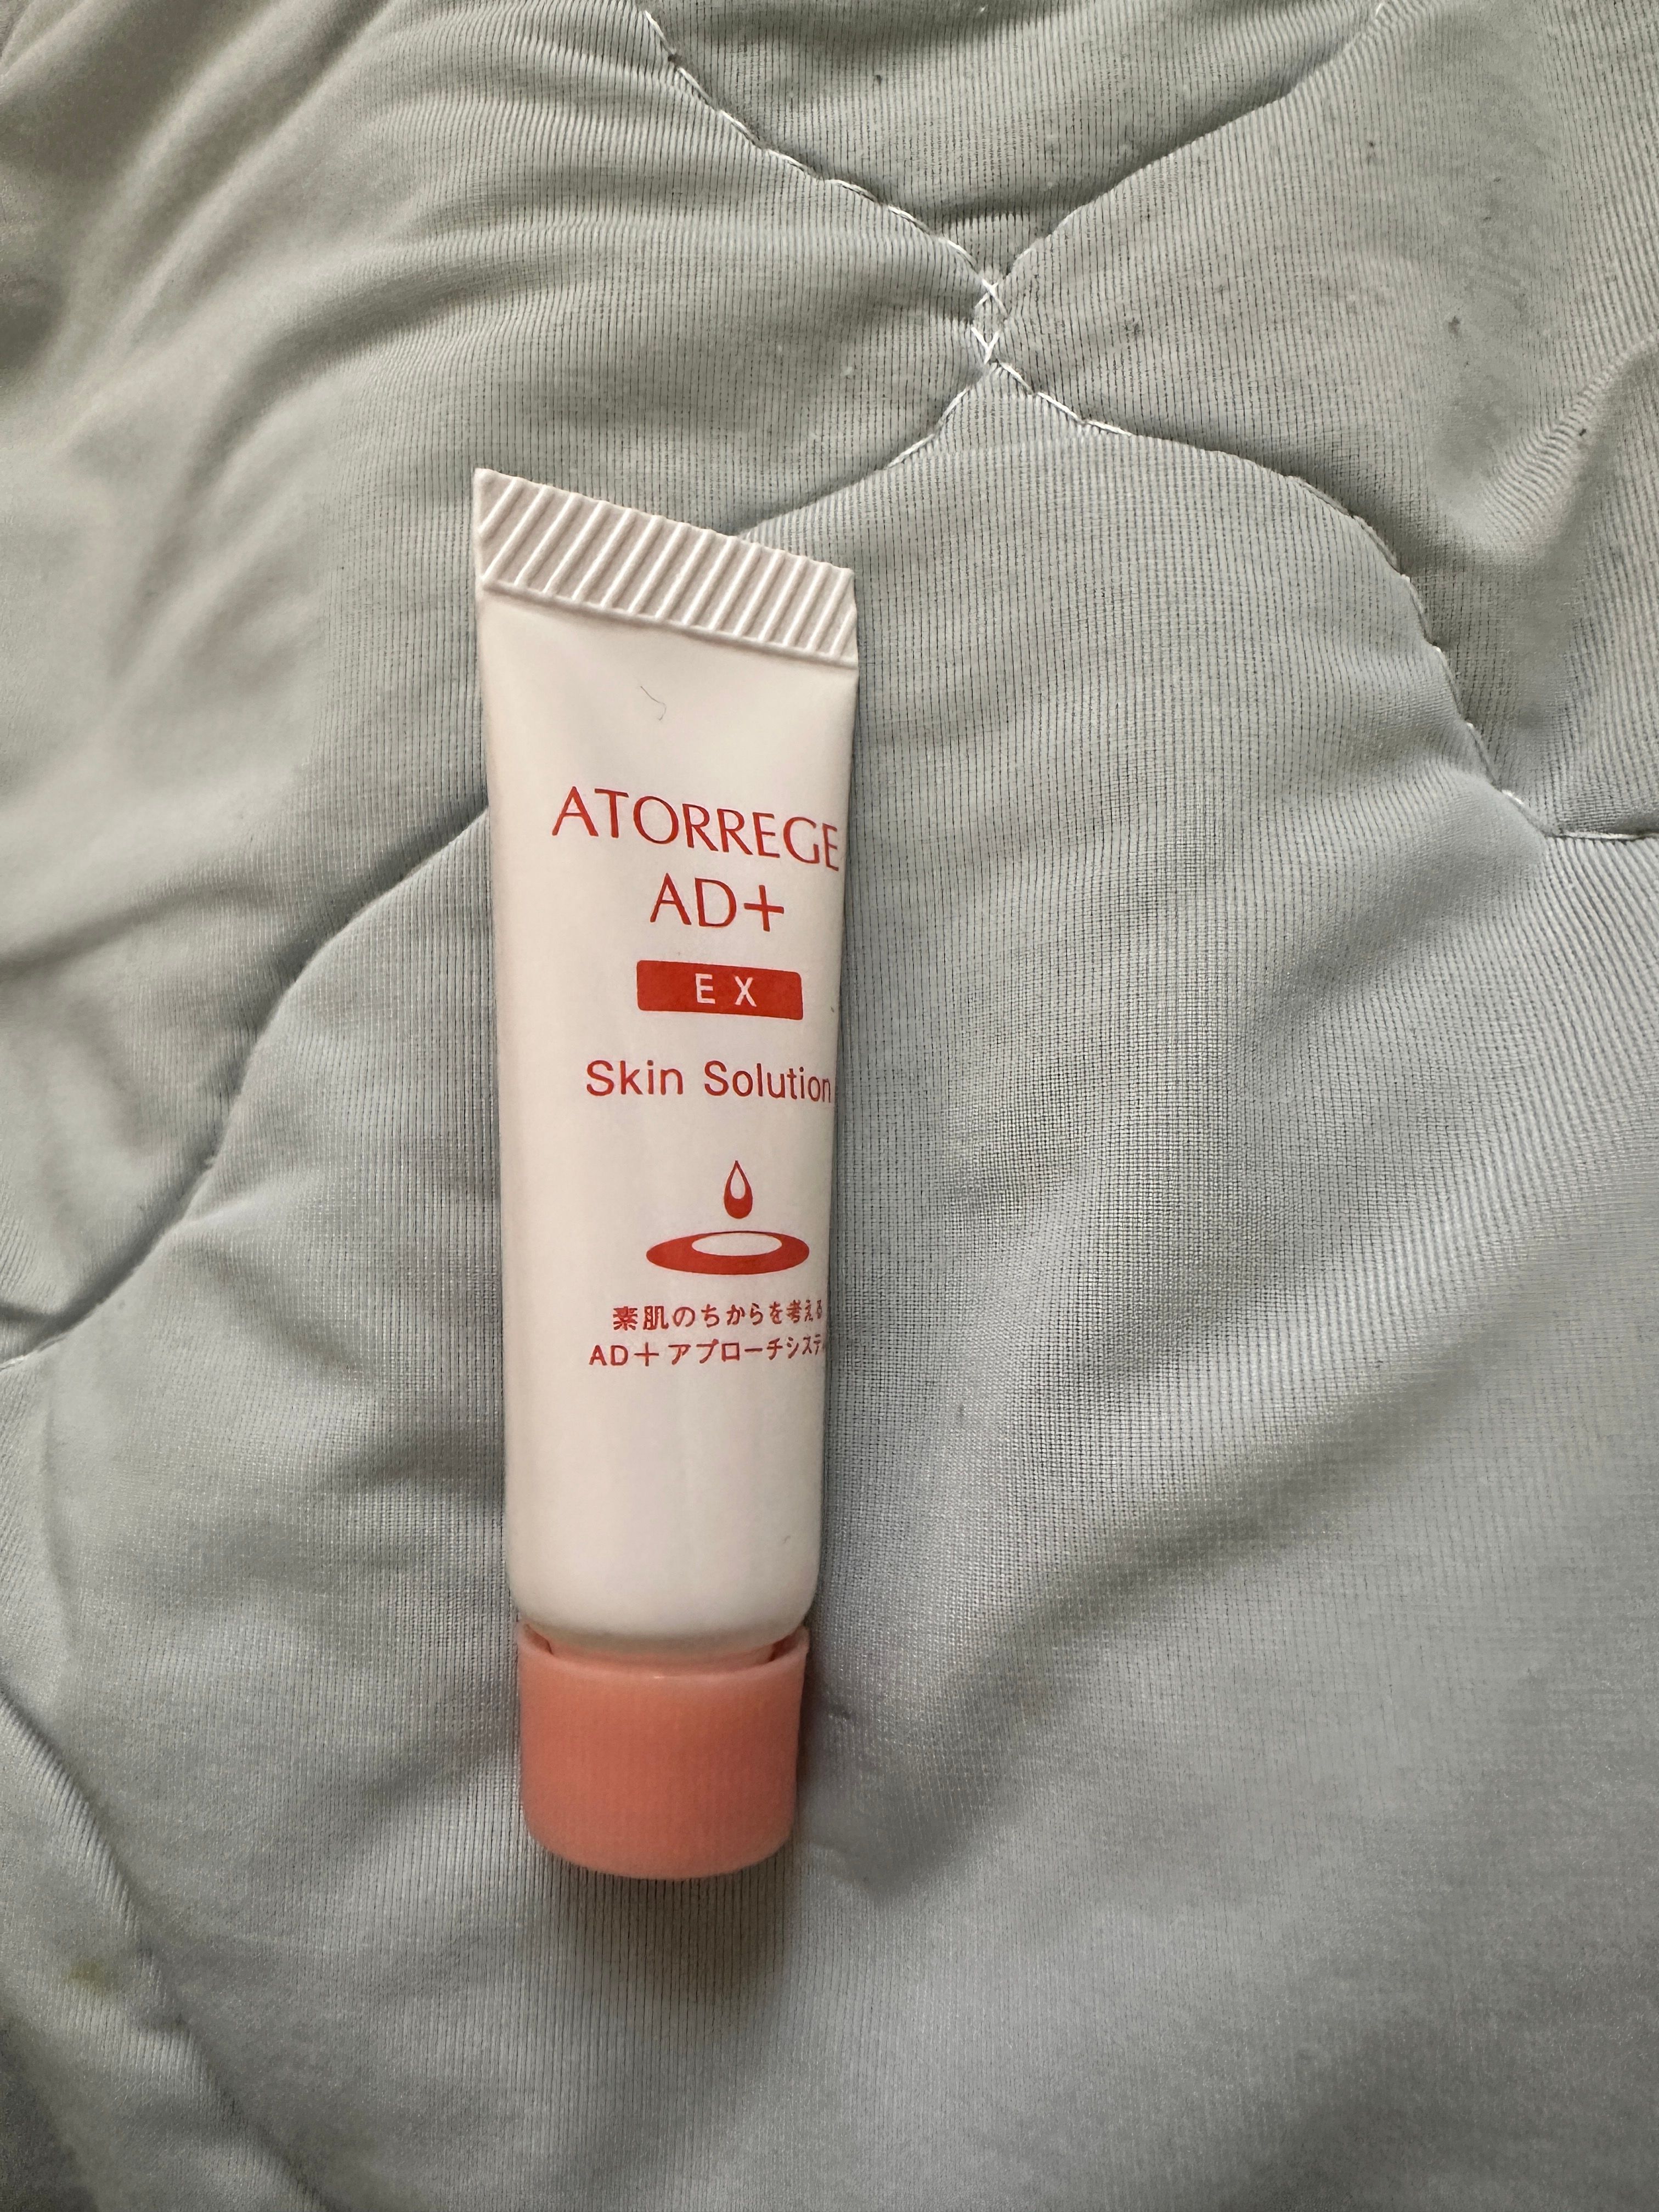 ATORREGE
AD+
EX
Skin Solution
素肌のちからを考える
AD+アプローチシステ